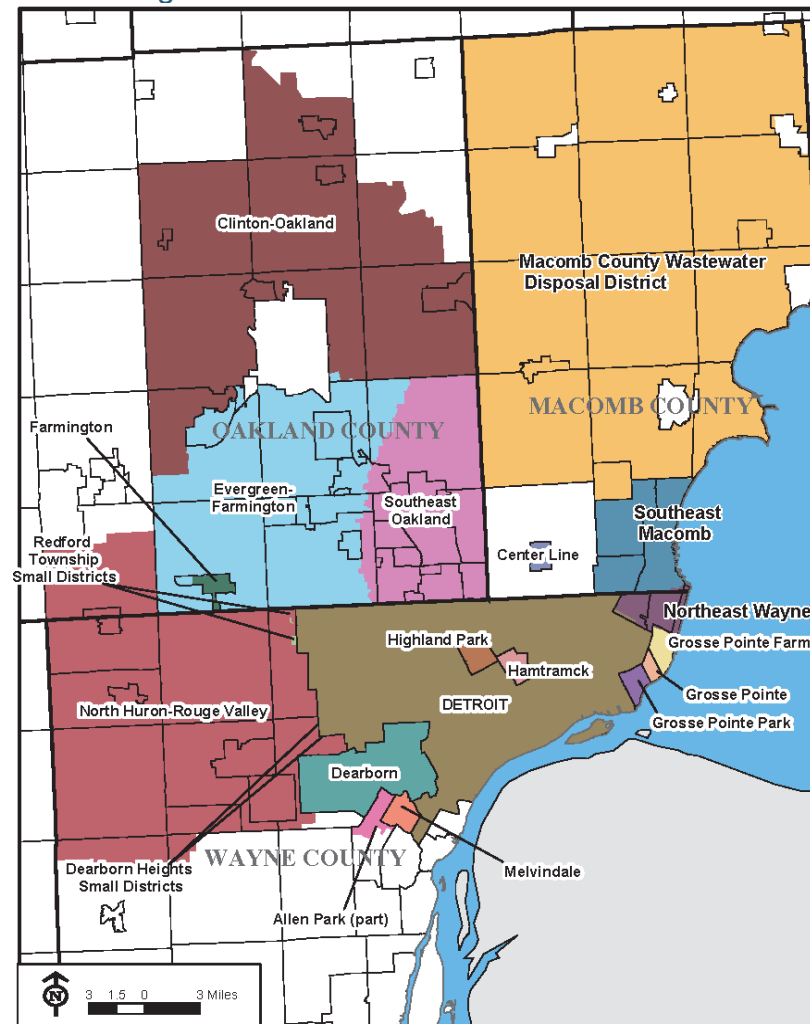 Clinton-Oakland
Macomb County Wastewater
Disposal District
MACOMB COUNTY
OAKLAND COUNTY
Farmington
Evergreen-
Farmington
Southeast
Oakland
Southeast
Macomb
Center Line
Redford
Township
Small Districts
Northeast Wayne
Highland Park
Grosse Pointe Farm
Hamtramck
Grosse Pointe
DETROIT
North Huron-Rouge Valley
Grosse Pointe Park
Dearborn
WAYNE COUNTY
Dearborn Heights
Small Districts
Melvindale
Allen Park (part)
N
3 1.5 0 3 Miles